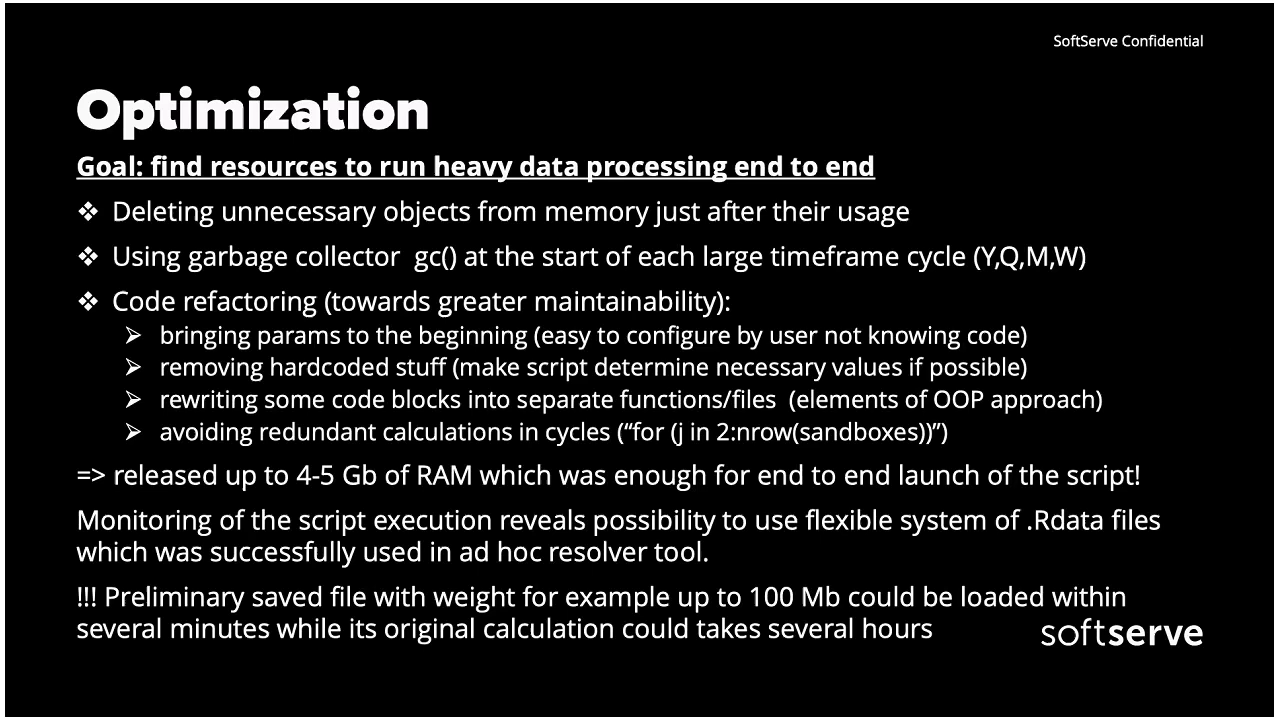 SoftServe Confidential
Optimization
Goal: find resources to run heavy data processing end to end
❖ Deleting unnecessary objects from memory just after their usage
❖ Using garbage collector  gc() at the start of each large timeframe cycle (Y,Q,M,W)
❖ Code refactoring (towards greater maintainability):
➢ bringing params to the beginning (easy to configure by user not knowing code)
➢ removing hardcoded stuff (make script determine necessary values if possible)
➢ rewriting some code blocks into separate functions/files  (elements of OOP approach)
➢ avoiding redundant calculations in cycles (“for (j in 2:nrow(sandboxes))”)
=> released up to 4-5 Gb of RAM which was enough for end to end launch of the script!
Monitoring of the script execution reveals possibility to use flexible system of .Rdata files
which was successfully used in ad hoc resolver tool.
!!! Preliminary saved file with weight for example up to 100 Mb could be loaded within
several minutes while its original calculation could takes several hours
softserve